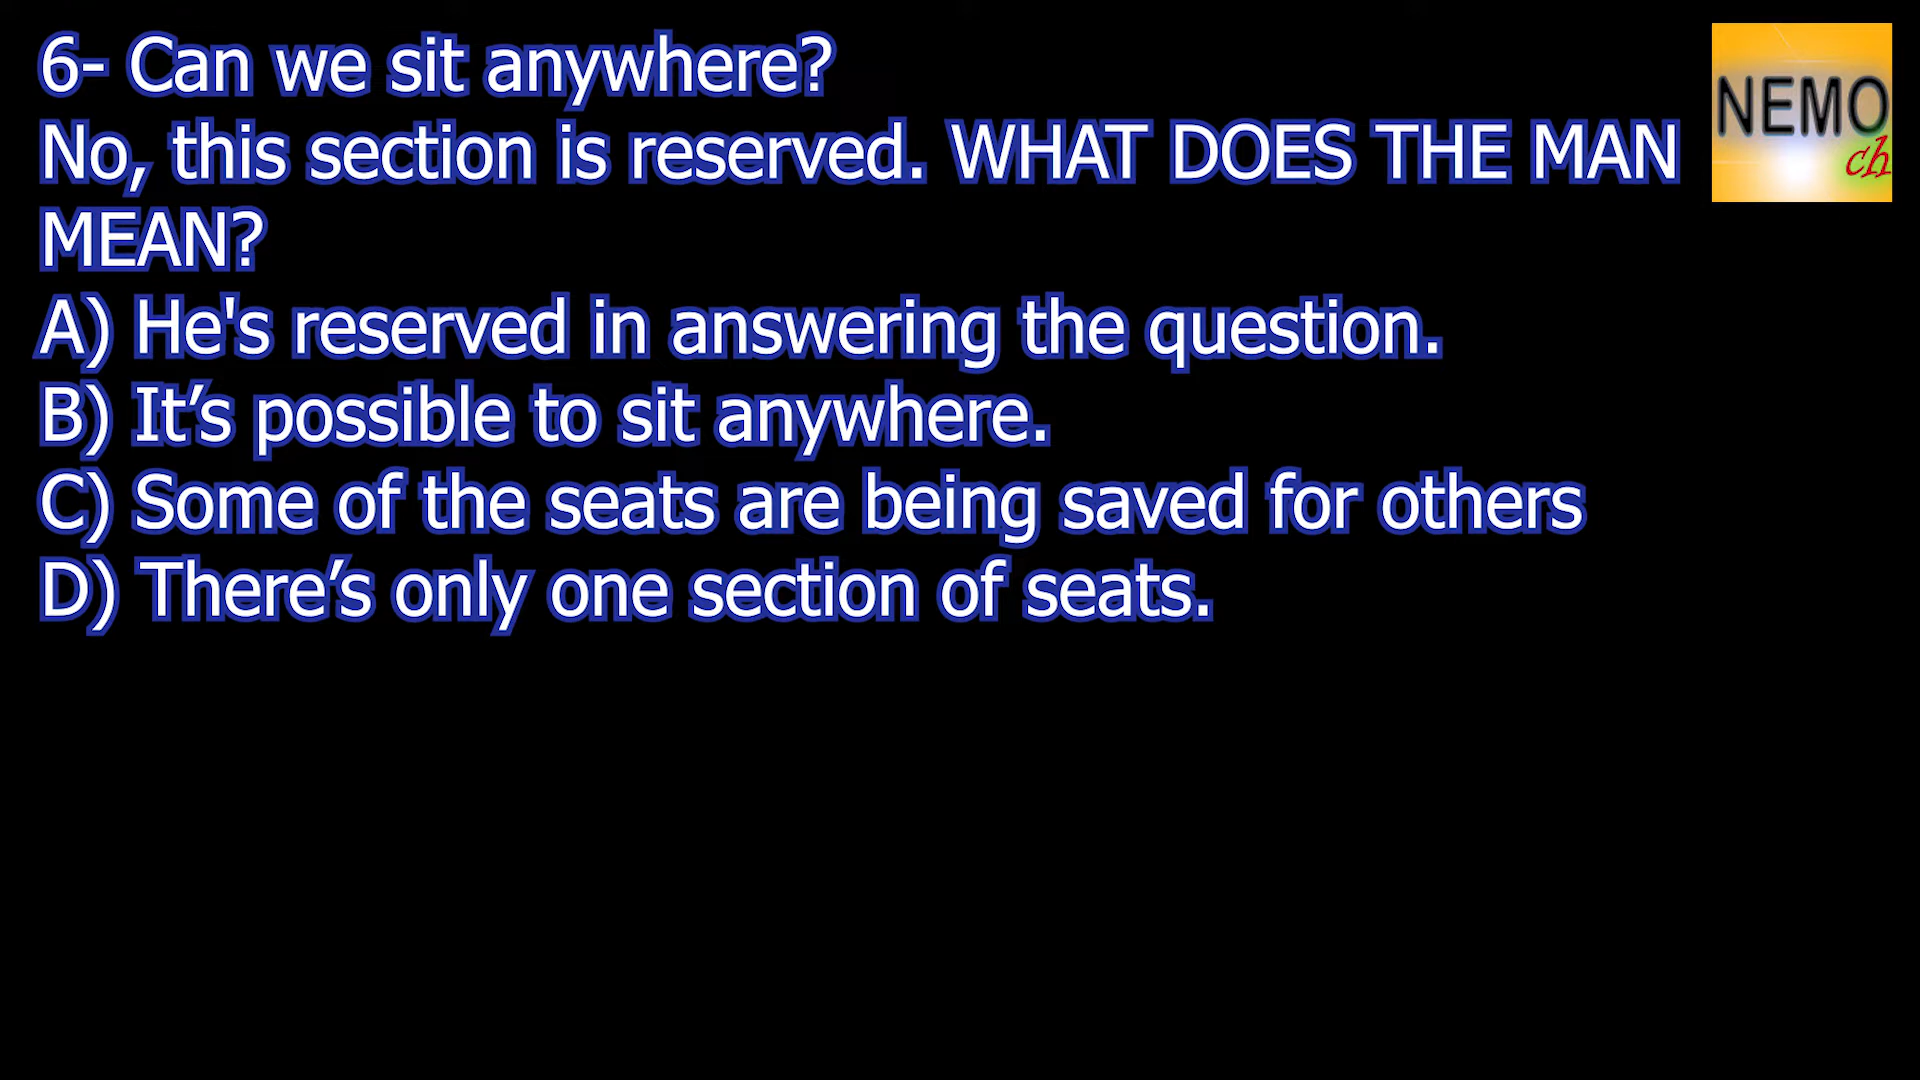 6- Can we sit anywhere?
No, this section is reserved. WHAT DOES THE MAN
MEAN?
A) He's reserved in answering the question.
B) It’s possible to sit anywhere.
C) Some of the seats are being saved for others
D) There’s only one section of seats.
NEMO
ch